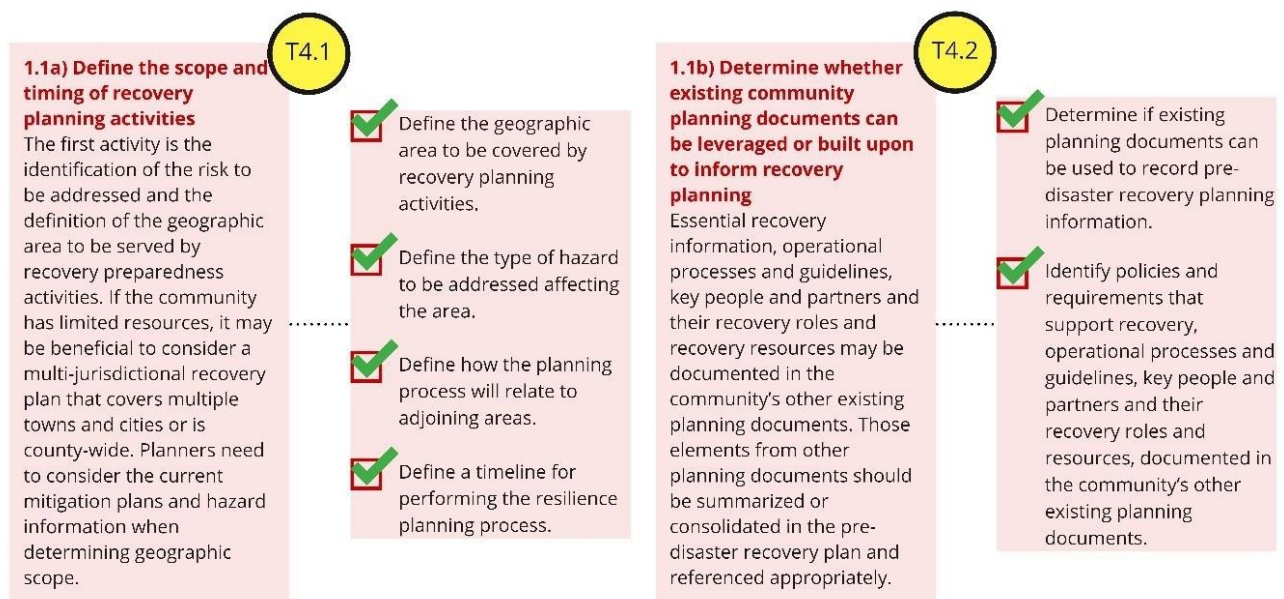 T4.1
1.1a) Define the scope and
timing of recovery
planning activities
The first activity is the
identification of the risk to
be addressed and the
definition of the geographic
area to be served by
recovery preparedness
activities. If the community
has limited resources, it may
be beneficial to consider a
multi-jurisdictional recovery
plan that covers multiple
towns and cities or is
county-wide. Planners need
to consider the current
mitigation plans and hazard
information when
determining geographic
scope.
Define the geographic
area to be covered by
recovery planning
activities.
Define the type of hazard
to be addressed affecting
the area.
Define how the planning
process will relate to
adjoining areas.
Define a timeline for
performing the resilience
planning process.
T4.2
1.1b) Determine whether
existing community
planning documents can
be leveraged or built upon
to inform recovery
planning
Essential recovery
information, operational
processes and guidelines,
key people and partners and
their recovery roles and
recovery resources may be
documented in the
community’s other existing
planning documents. Those
elements from other
planning documents should
be summarized or
consolidated in the pre-
disaster recovery plan and
referenced appropriately.
Determine if existing
planning documents can
be used to record pre-
disaster recovery planning
information.
Identify policies and
requirements that
support recovery,
operational processes and
guidelines, key people and
partners and their
recovery roles and
resources, documented in
the community’s other
existing planning
documents.